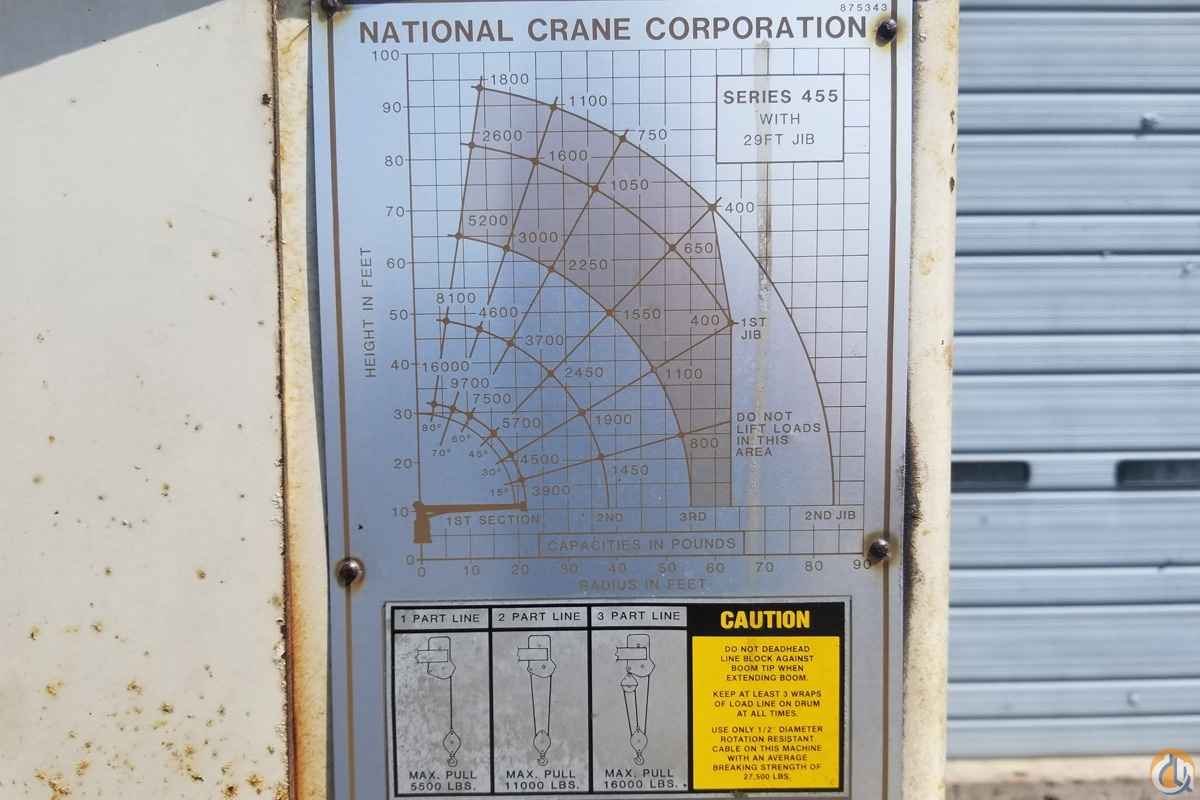 875343
NATIONAL CRANE CORPORATION
SERIES 455
WITH
29FT JIB
HEIGHT IN FEET
100
90
80
70
60
50
40
30
20
10
0
1800
1100
750
400
2600
1600
1050
650
400
5200
3000
2250
1550
1100
800
8100
4600
3700
2450
1900
1450
16000
9700
7500
5700
4500
3900
80°
70°
60°
45°
30°
15°
1ST
JIB
DO NOT
LIFT LOADS
IN THIS
AREA
1ST SECTION
2ND
3RD
2ND JIB
CAPACITIES IN POUNDS
0 10 20 30 40 50 60 70 80 90
RADIUS IN FEET
1 PART LINE
MAX. PULL
5500 LBS.
2 PART LINE
MAX. PULL
11000 LBS.
3 PART LINE
MAX. PULL
16000 LBS.
CAUTION
DO NOT DEADHEAD
LINE BLOCK AGAINST
BOOM TIP WHEN
EXTENDING BOOM.
KEEP AT LEAST 3 WRAPS
OF LOAD LINE ON DRUM
AT ALL TIMES.
USE ONLY 1/2" DIAMETER
ROTATION RESISTANT
CABLE ON THIS MACHINE
WITH AN AVERAGE
BREAKING STRENGTH OF
27,500 LBS.